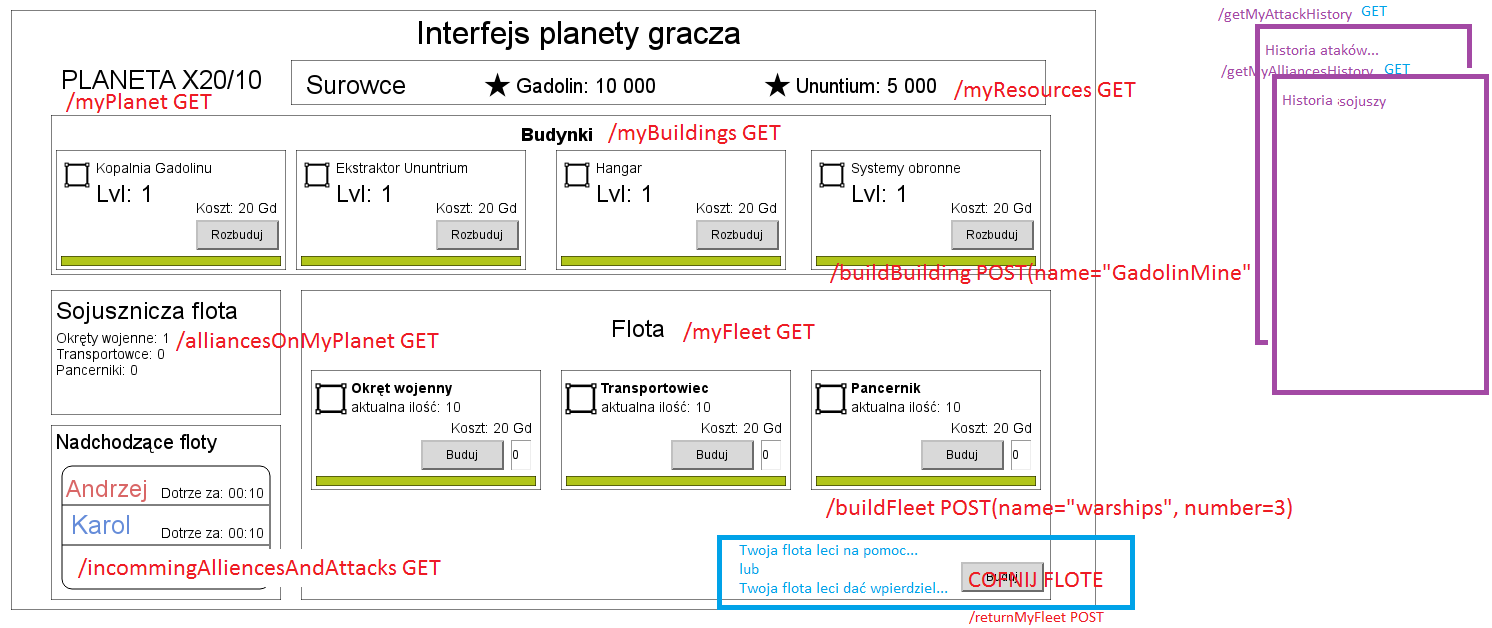 Interfejs planety gracza
/getMyAttackHistory GET
Historia ataków...
/getMyAlliancesHistory GET
Historia sojuszy
PLANETA X20/10
/myPlanet GET
Surowce ★ Gadolin: 10 000 ★ Ununtium: 5 000
/myResources GET
Budynki /myBuildings GET
Kopalnia Gadolinu
Lvl: 1
Koszt: 20 Gd
Rozbuduj
Ekstraktor Ununtrium
Lvl: 1
Koszt: 20 Gd
Rozbuduj
Hangar
Lvl: 1
Koszt: 20 Gd
Rozbuduj
Systemy obronne
Lvl: 1
Koszt: 20 Gd
Rozbuduj
/buildBuilding POST(name="GadolinMine"
Sojusznicza flota
Okręty wojenne: 1
Transportowce: 0
Pancerniki: 0
/alliancesOnMyPlanet GET
Flota /myFleet GET
Okręt wojenny
aktualna ilość: 10
Koszt: 20 Gd
Buduj 0
Transportowiec
aktualna ilość: 10
Koszt: 20 Gd
Buduj 0
Pancernik
aktualna ilość: 10
Koszt: 20 Gd
Buduj 0
/buildFleet POST(name="warships", number=3)
Nadchodzące floty
Andrzej Dotrze za: 00:10
Karol Dotrze za: 00:10
/incommingAlliencesAndAttacks GET
Twoja flota leci na pomoc...
lub
Twoja flota leci dać wpierdziel...
Buduj
COFNIJ FLOTE
/returnMyFleet POST